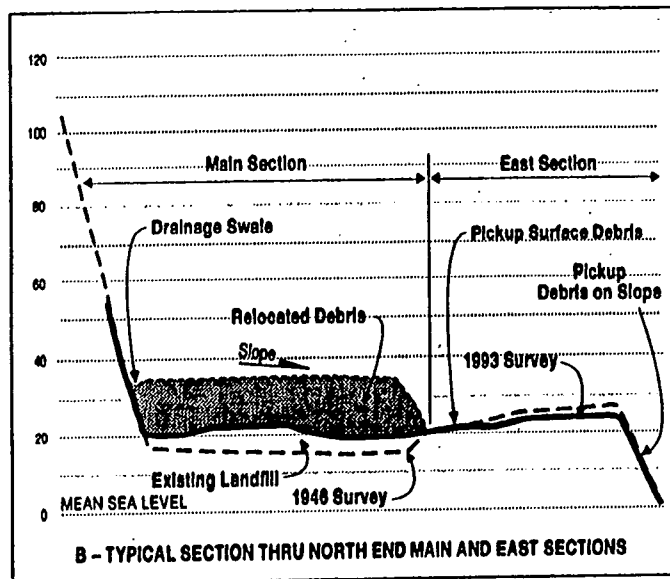 120
100
Main Section
East Section
80
Drainage Swale
Pickup Surface Debris
Pickup
Debris on Slope
60
Relocated Debris
40
Slope
1993 Survey
20
Existing Landfill
1946 Survey
MEAN SEA LEVEL
0
B – TYPICAL SECTION THRU NORTH END MAIN AND EAST SECTIONS